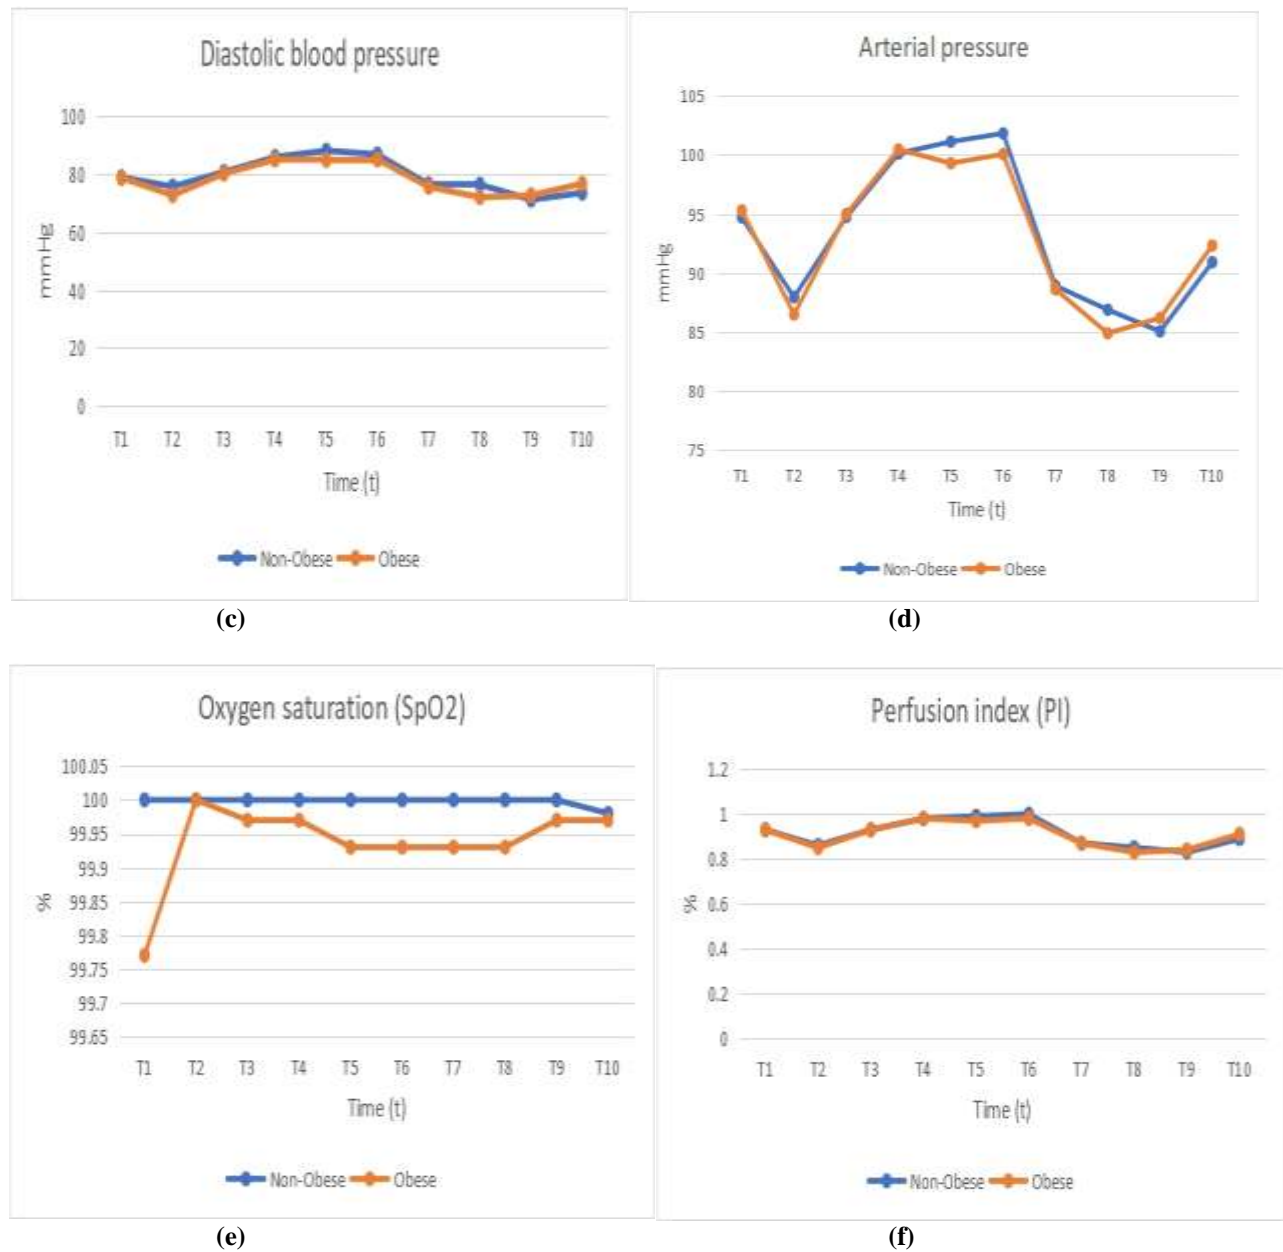 Diastolic blood pressure
100
80
60
40
20
0
mmHg
T1 T2 T3 T4 T5 T6 T7 T8 T9 T10
Time (t)
Non-Obese Obese
(c)
Arterial pressure
105
100
95
90
85
80
75
mmHg
T1 T2 T3 T4 T5 T6 T7 T8 T9 T10
Time (t)
Non-Obese Obese
(d)
Oxygen saturation (SpO2)
100.05
100
99.95
99.9
99.85
99.8
99.75
99.7
99.65
%
T1 T2 T3 T4 T5 T6 T7 T8 T9 T10
Time (t)
Non-Obese Obese
(e)
Perfusion index (PI)
1.2
1
0.8
0.6
0.4
0.2
0
%
T1 T2 T3 T4 T5 T6 T7 T8 T9 T10
Time (t)
Non-Obese Obese
(f)